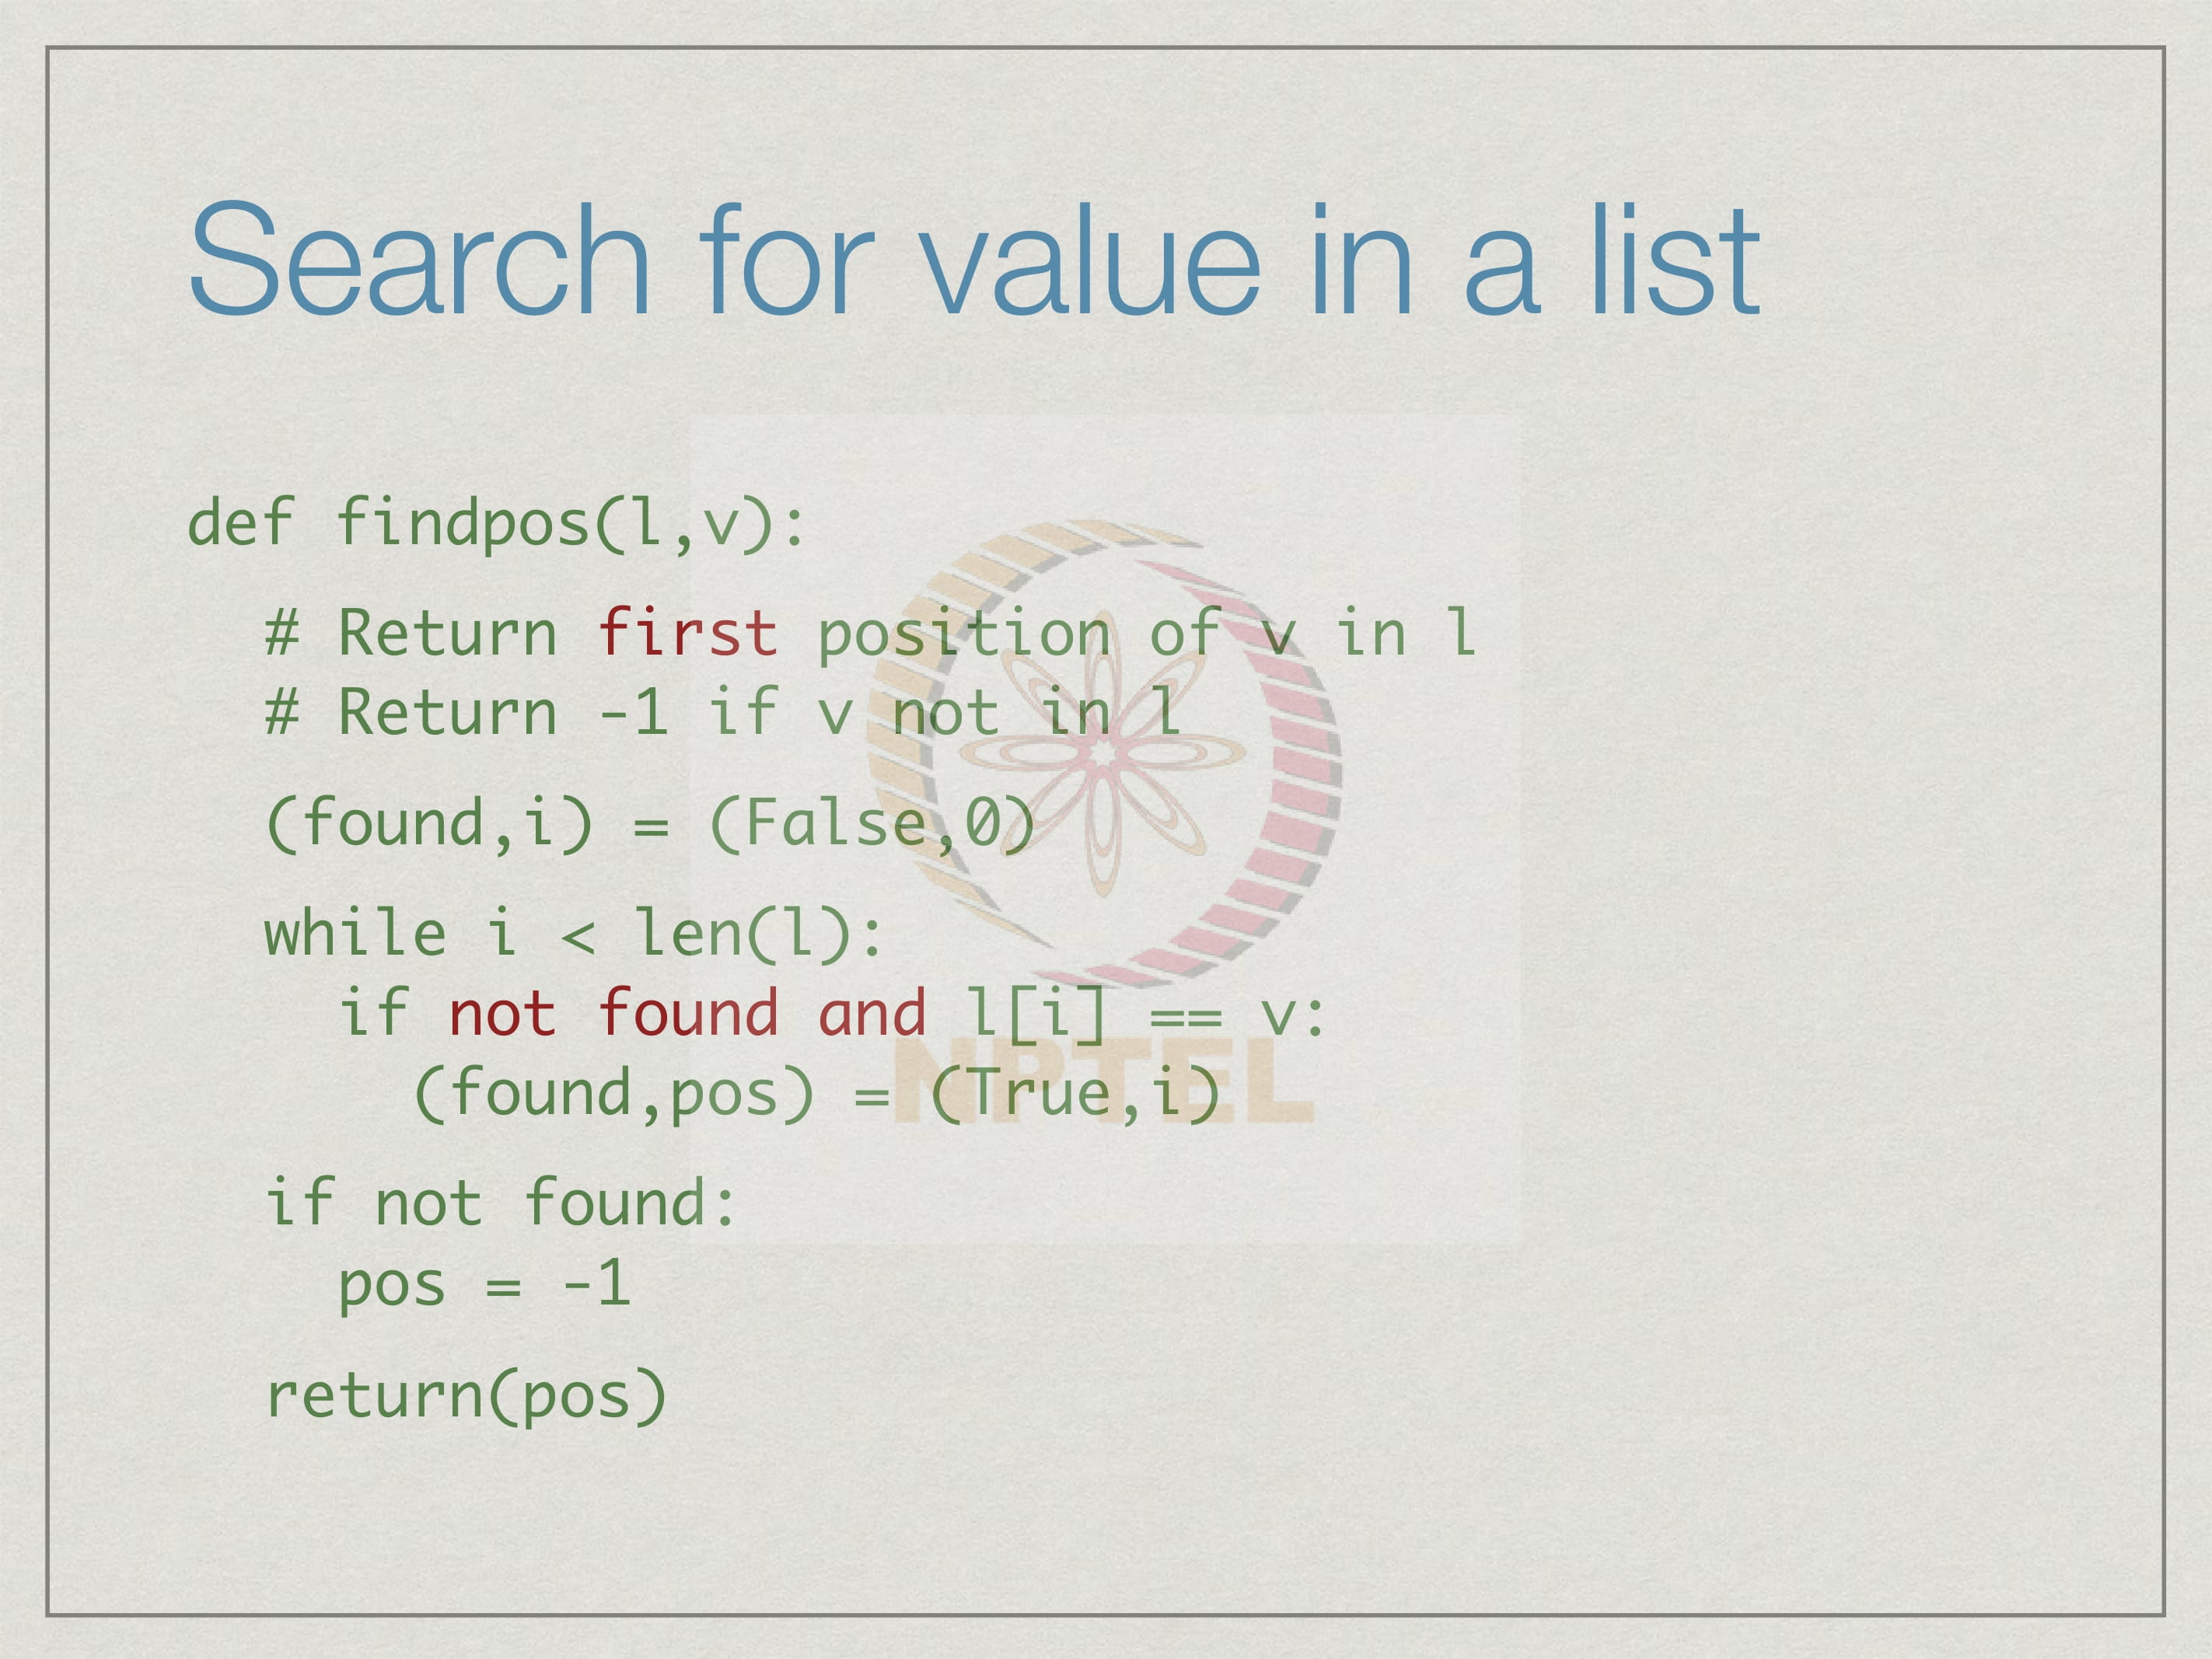 Search for value in a list
def findpos(l,v):
# Return first position of v in l
# Return -1 if v not in l
(found,i) = (False,0)
while i < len(l):
if not found and l[i] == v:
(found,pos) = (True,i)
if not found:
pos = -1
return(pos)
NPTEL